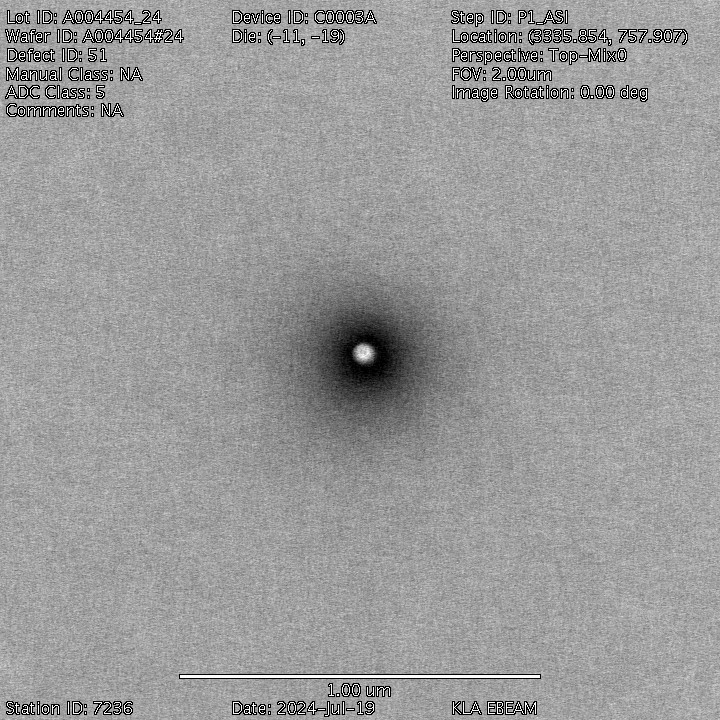 Lot ID: A004454_24
Wafer ID: A004454#24
Defect ID: 51
Manual Class: NA
ADC Class: 5
Comments: NA
Device ID: C0003A
Die: (-11, -19)
Step ID: P1_ASI
Location: (3335.854, 757.907)
Perspective: Top-Mix0
FOV: 2.00um
Image Rotation: 0.00 deg
1.00 um
Station ID: 7236
Date: 2024-Jul-19
KLA EBEAM